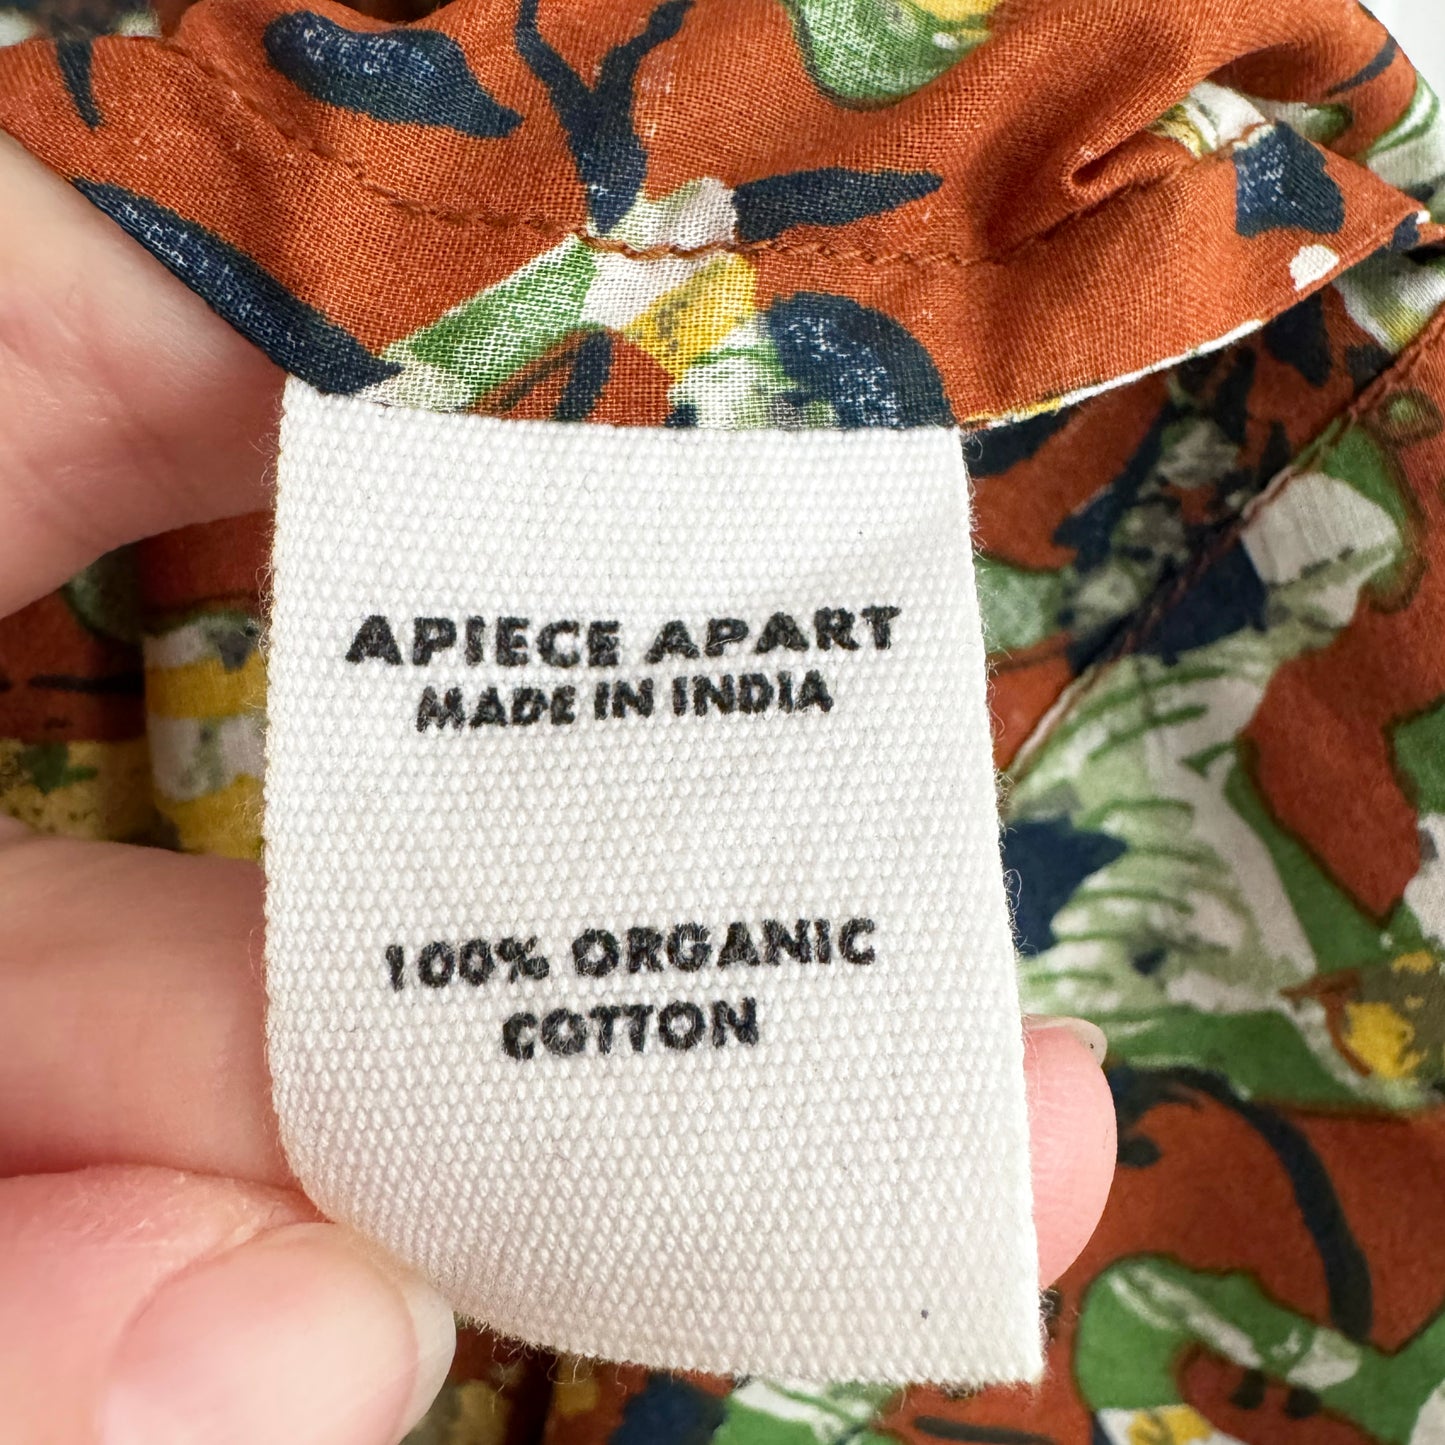 APIECE APART
MADE IN INDIA
100% ORGANIC
COTTON